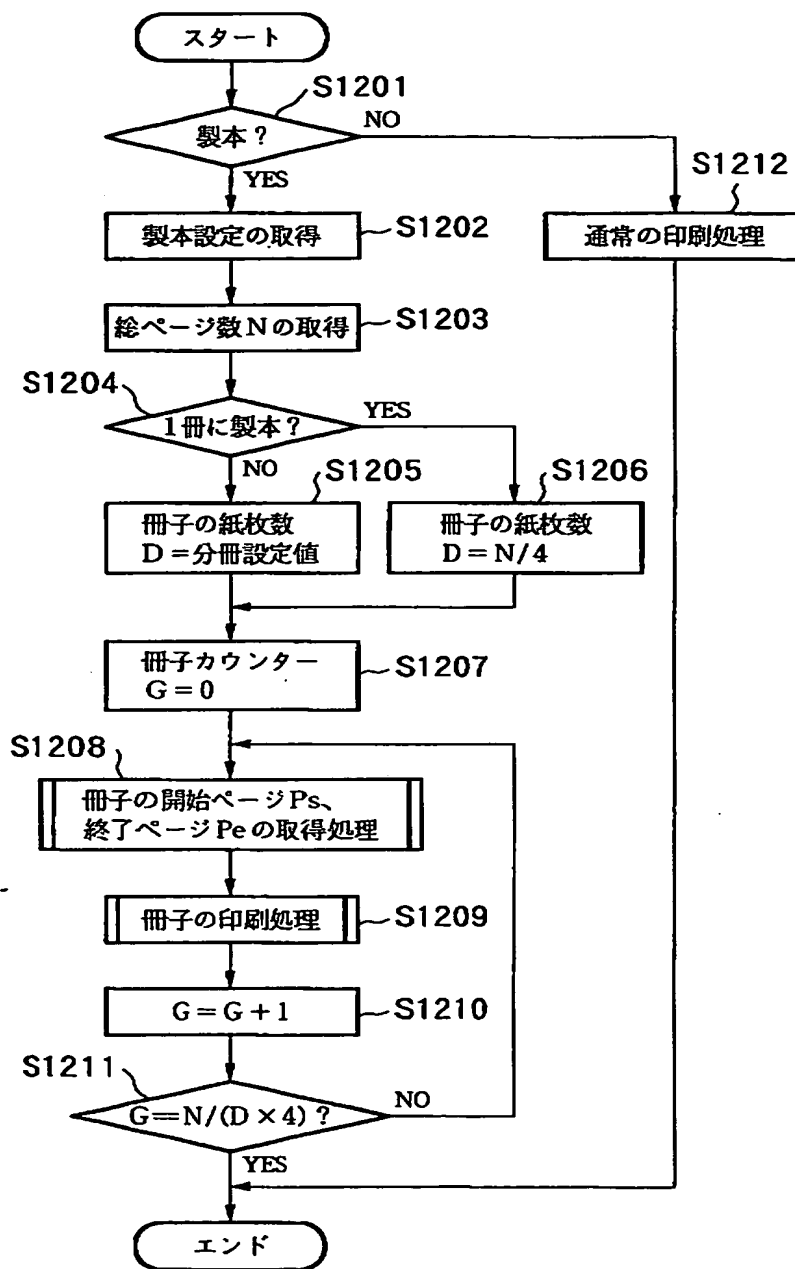 スタート
S1201
製本？
NO
YES
S1212
製本設定の取得
S1202
通常の印刷処理
総ページ数Nの取得
S1203
S1204
1冊に製本？
YES
NO
S1205
S1206
冊子の紙枚数
D＝分冊設定値
冊子の紙枚数
D＝N/4
冊子カウンター
G＝0
S1207
S1208
冊子の開始ページPs、
終了ページPeの取得処理
冊子の印刷処理
S1209
G＝G＋1
S1210
S1211
G＝＝N/(D×4)？
NO
YES
エンド